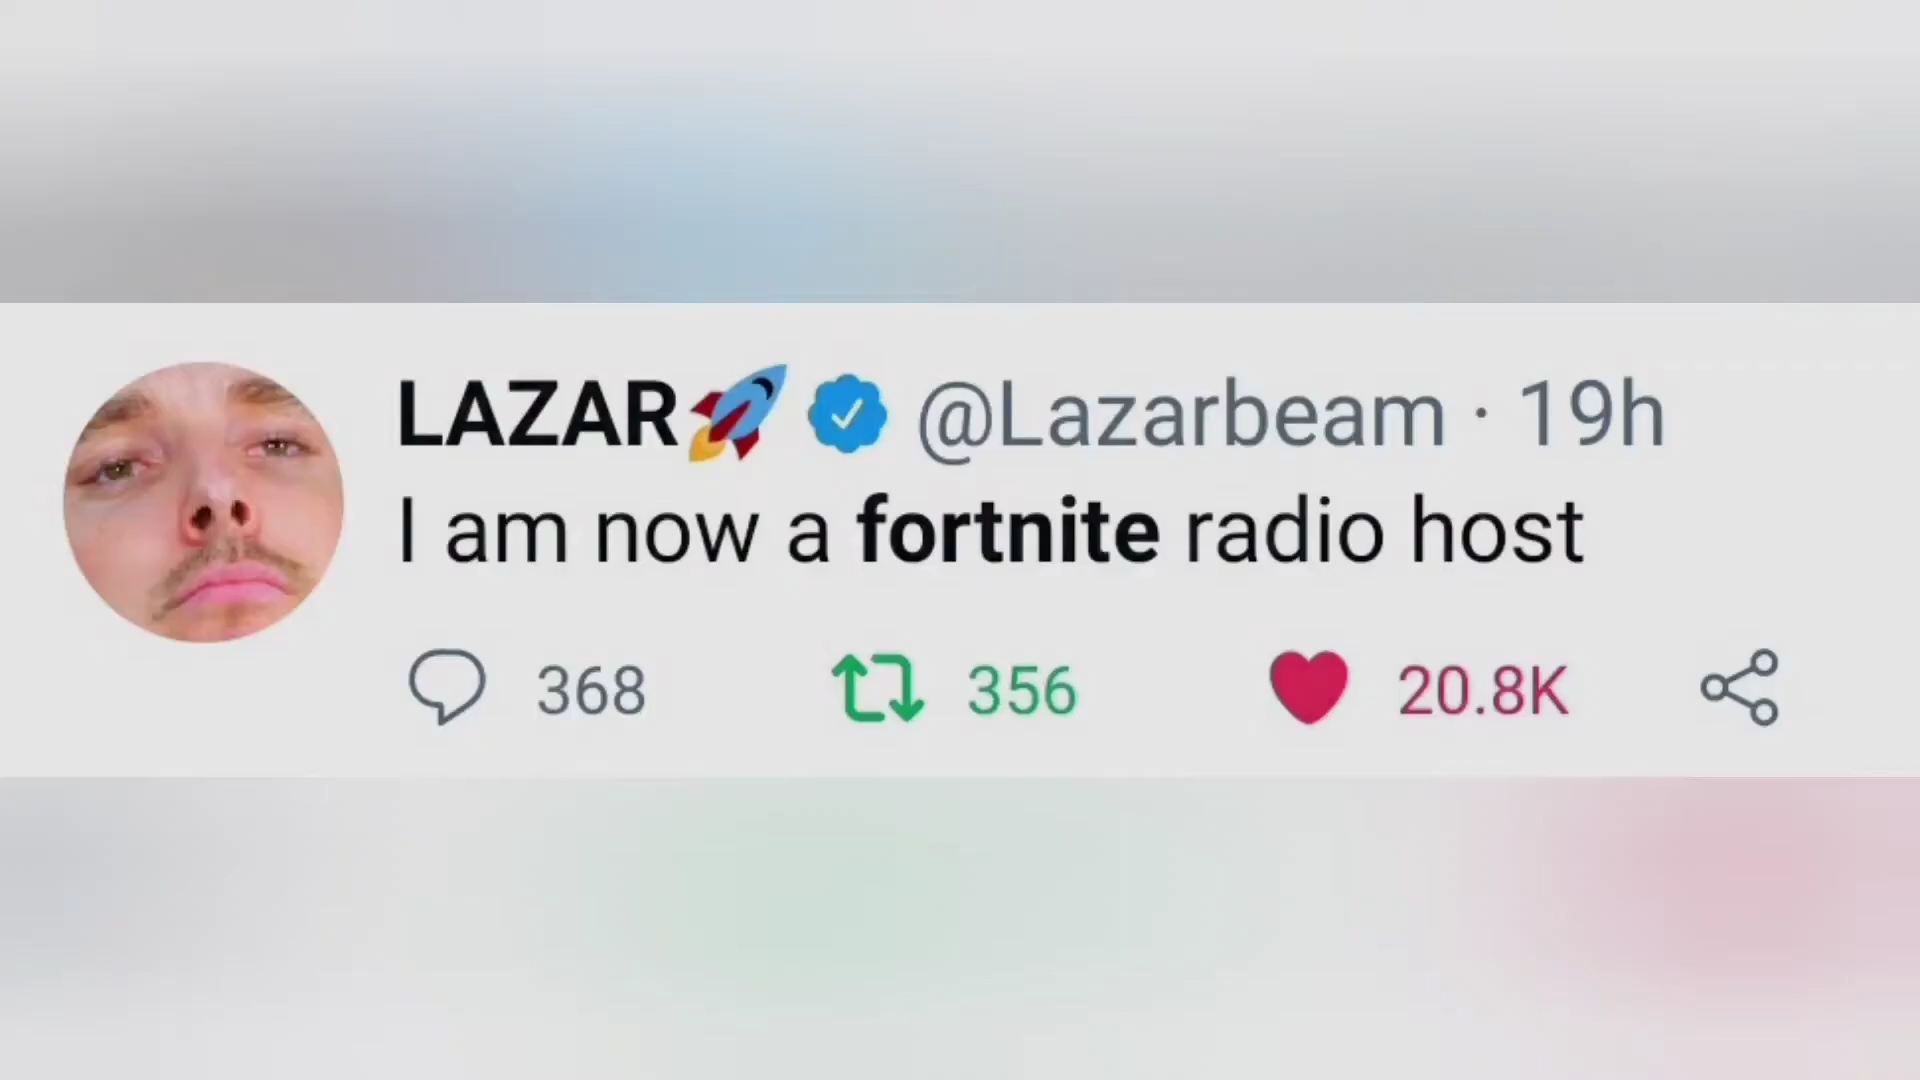 LAZAR🚀 @Lazarbeam · 19h
I am now a fortnite radio host
368 356 20.8K